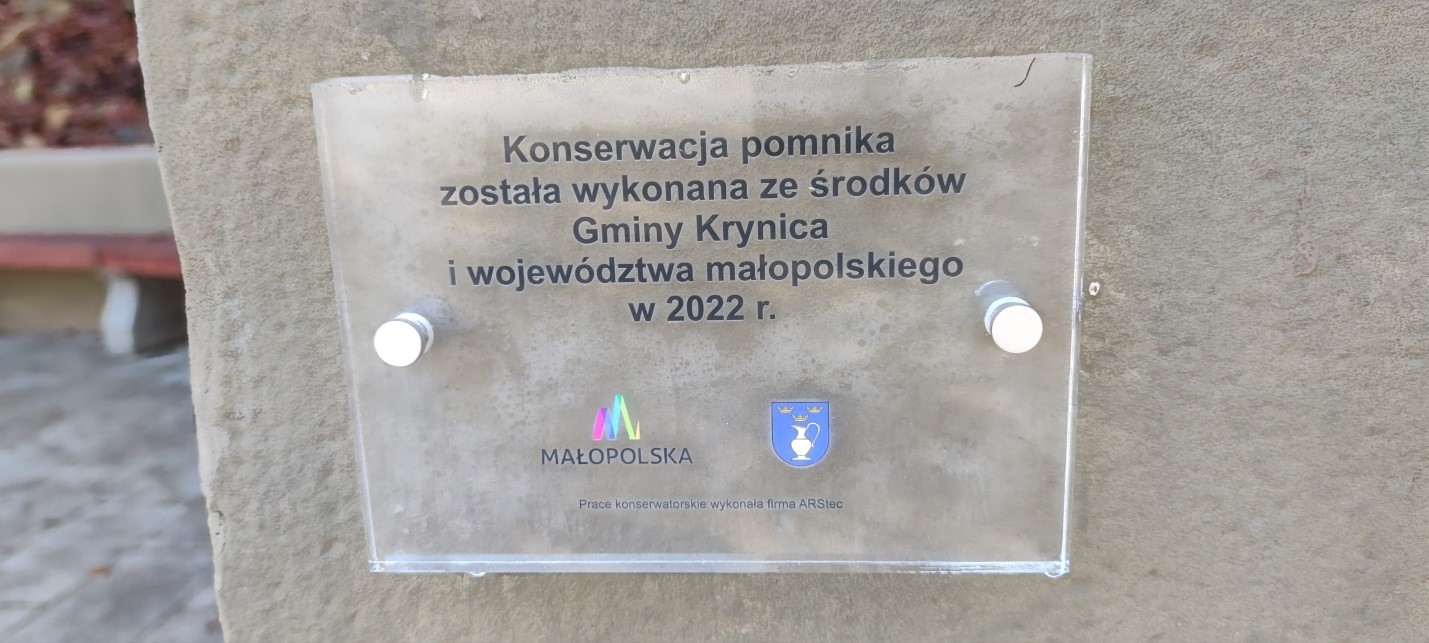 Konserwacja pomnika
została wykonana ze środków
Gminy Krynica
i województwa małopolskiego
w 2022 r.
MAŁOPOLSKA
Prace konserwatorskie wykonała firma ARStec